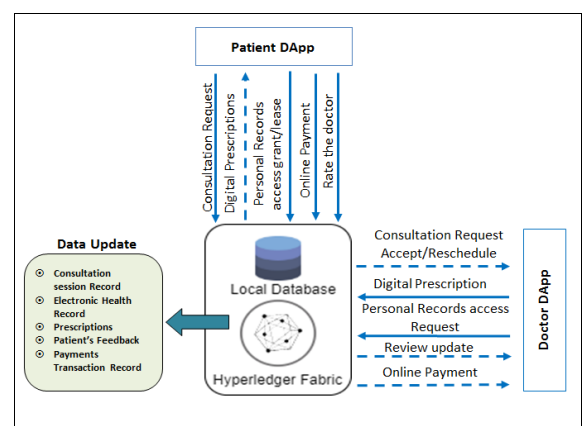 Patient DApp
Consultation Request
Digital Prescriptions
Personal Records
access grant/lease
Online Payment
Rate the doctor
Data Update
Consultation
session Record
Electronic Health
Record
Prescriptions
Patient's Feedback
Payments
Transaction Record
Local Database
Hyperledger Fabric
Consultation Request
Accept/Reschedule
Digital Prescription
Personal Records access
Request
Review update
Online Payment
Doctor DApp